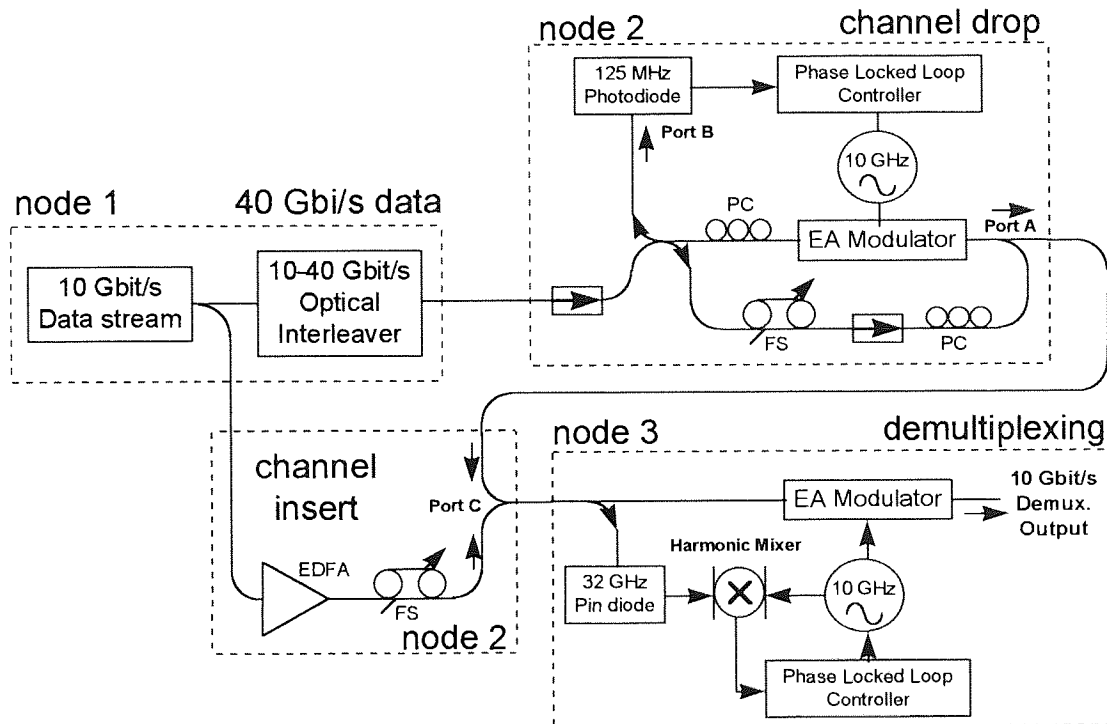 node 2
channel drop
125 MHz
Photodiode
Phase Locked Loop
Controller
Port B
10 GHz
PC
EA Modulator
Port A
FS
PC
node 1
40 Gbi/s data
10 Gbit/s
Data stream
10–40 Gbit/s
Optical
Interleaver
channel
insert
Port C
EDFA
FS
node 2
node 3
demultiplexing
EA Modulator
10 Gbit/s
Demux.
Output
Harmonic Mixer
32 GHz
Pin diode
10 GHz
Phase Locked Loop
Controller